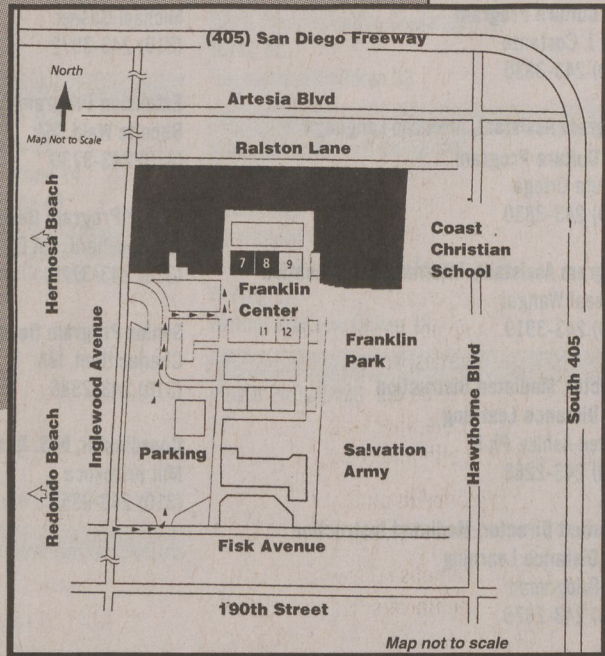 (405) San Diego Freeway
North
Map Not to Scale
Artesia Blvd
Ralston Lane
Hermosa Beach
Redondo Beach
Inglewood Avenue
7 8 9
Franklin
Center
11 12
Coast
Christian
School
Franklin
Park
Hawthorne Blvd
South 405
Parking
Salvation
Army
Fisk Avenue
190th Street
Map not to scale